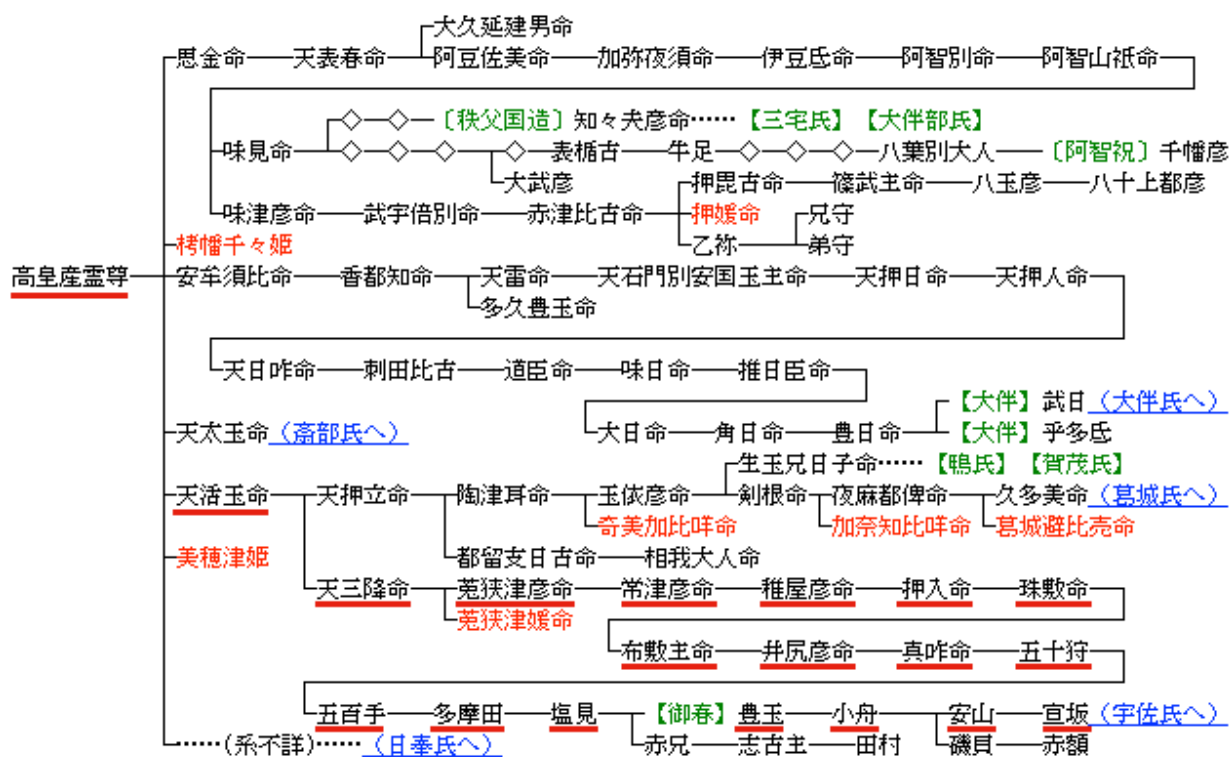 大久延建男命
思金命 天表春命 阿豆佐美命 加弥夜須命 伊豆氐命 阿智別命 阿智山祇命
◇ ◇ 〔秩父国造〕 知々夫彦命…… 【三宅氏】 【大伴部氏】
味見命 ◇ ◇ ◇ ◇ 表楯古 牛足 ◇ ◇ ◇ 八葉別大人 〔阿智祝〕 千幡彦
大武彦 押毘古命 篠武主命 八玉彦 八十上都彦
味津彦命 武宇倍別命 赤津比古命 押媛命 兄守
栲幡千々姫 乙祢 弟守
高皇産霊尊 安牟須比命 香都知命 天雷命 天石門別安国玉主命 天押日命 天押人命
多久豊玉命
天日咋命 刺田比古 道臣命 味日命 推日臣命
【大伴】 武日 (大伴氏へ)
天太玉命 (斎部氏へ) 大日命 角日命 豊日命 【大伴】 乎多氐
生玉兄日子命…… 【鴨氏】 【賀茂氏】
天活玉命 天押立命 陶津耳命 玉依彦命 剣根命 夜麻都俾命 久多美命 (葛城氏へ)
奇美加比咩命 加奈知比咩命 葛城避比売命
美穂津姫 都留支日古命 相我大人命
天三降命 菟狭津彦命 常津彦命 稚屋彦命 押入命 珠敷命
菟狭津媛命
布敷主命 弁尻彦命 真咋命 五十狩
五百手 多摩田 塩見 【御春】 豊玉 小舟 安山 宣坂 (宇佐氏へ)
……(系不詳)…… (日奉氏へ) 赤兄 志古主 田村 磯貝 赤額